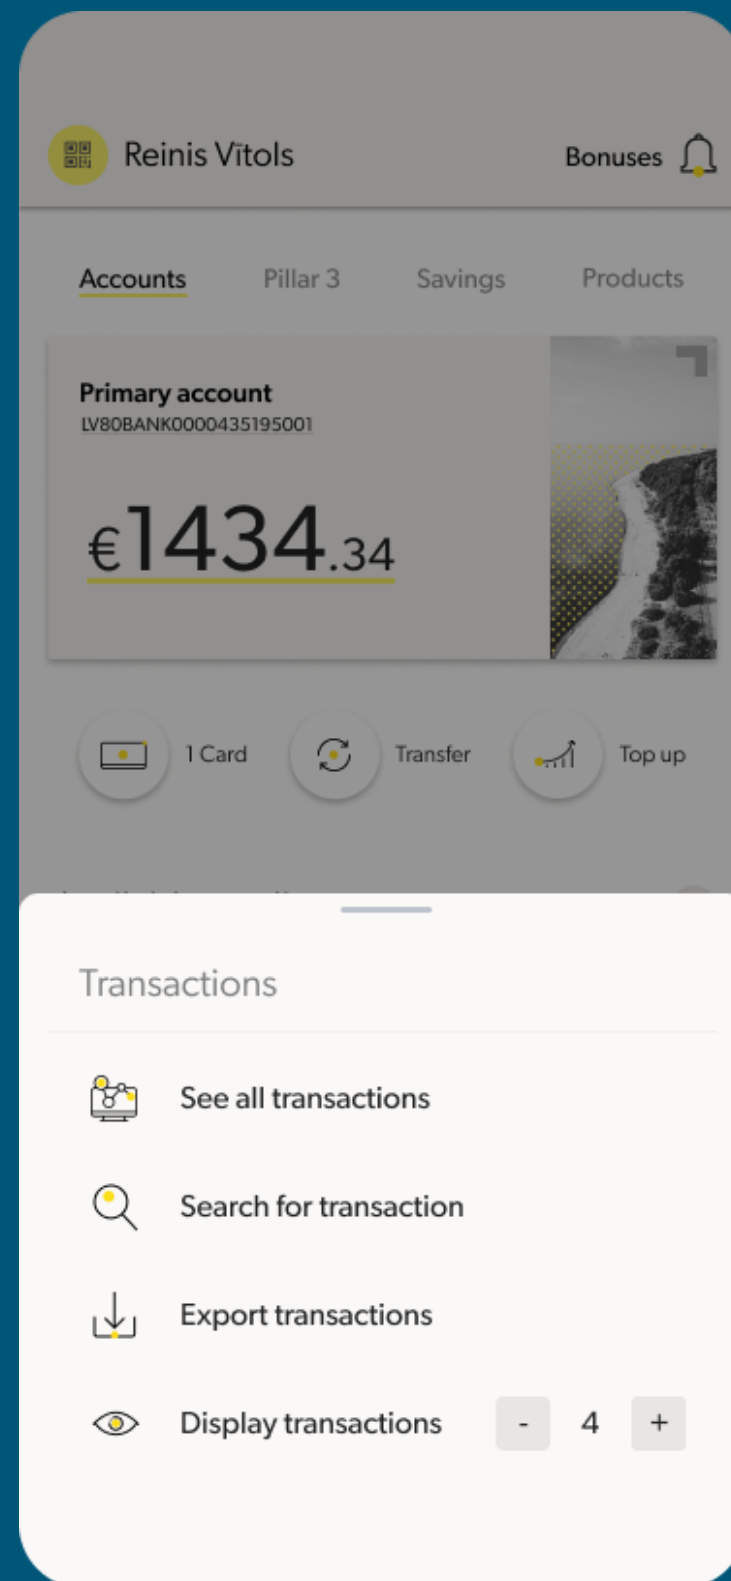 Reinis Vītols
Bonuses
Accounts
Pillar 3
Savings
Products
Primary account
LV80BANK0000435195001
€1434.34
1 Card
Transfer
Top up
Transactions
See all transactions
Search for transaction
Export transactions
Display transactions
- 4 +